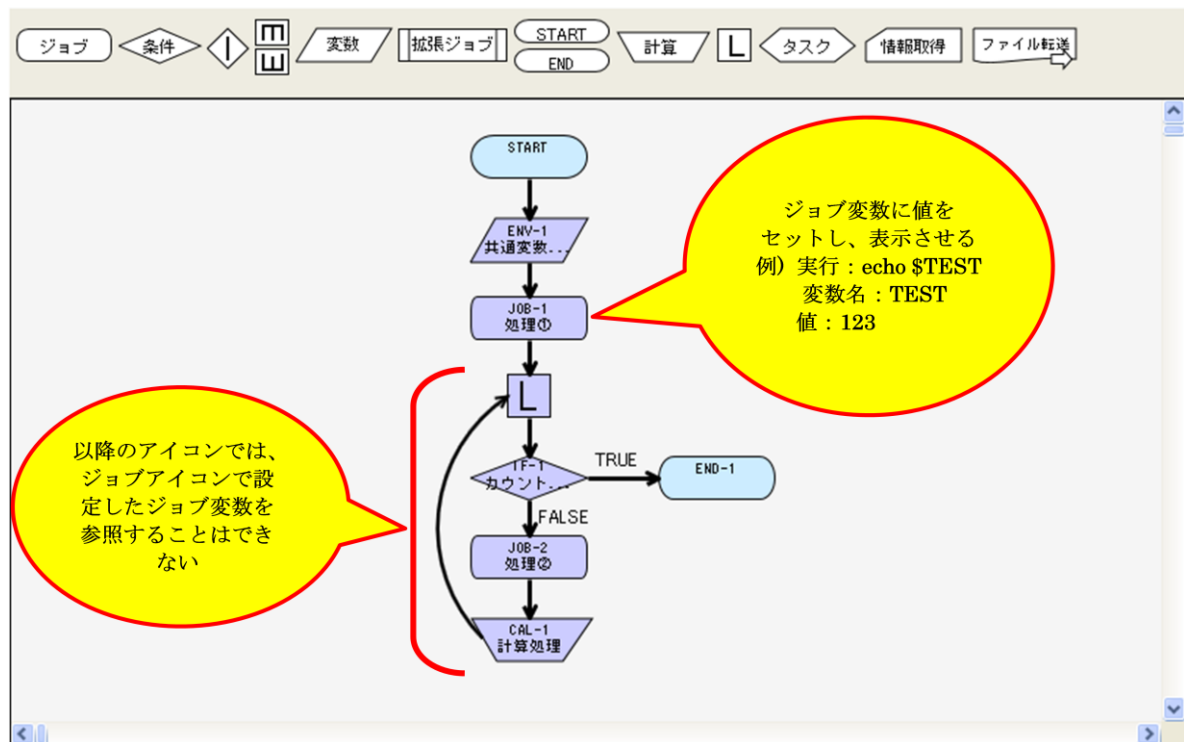 ジョブ
条件
変数
拡張ジョブ
START
END
計算
L
タスク
情報取得
ファイル転送
START
ENV-1
共通変数...
JOB-1
処理①
L
IF-1
カウント...
TRUE
END-1
FALSE
JOB-2
処理②
CAL-1
計算処理
ジョブ変数に値を
セットし、表示させる
例）実行：echo $TEST
変数名：TEST
値：123
以降のアイコンでは、
ジョブアイコンで設
定したジョブ変数を
参照することはでき
ない